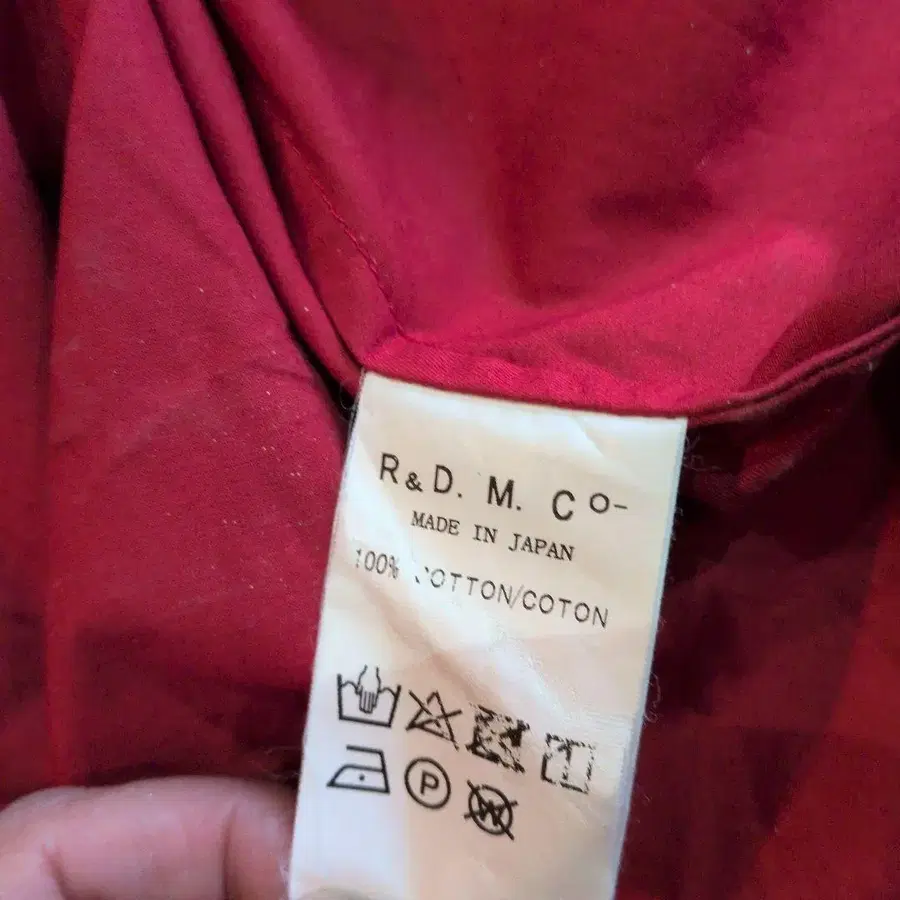 R&D. M. Co-
MADE IN JAPAN
100% COTTON/COTON
P
W